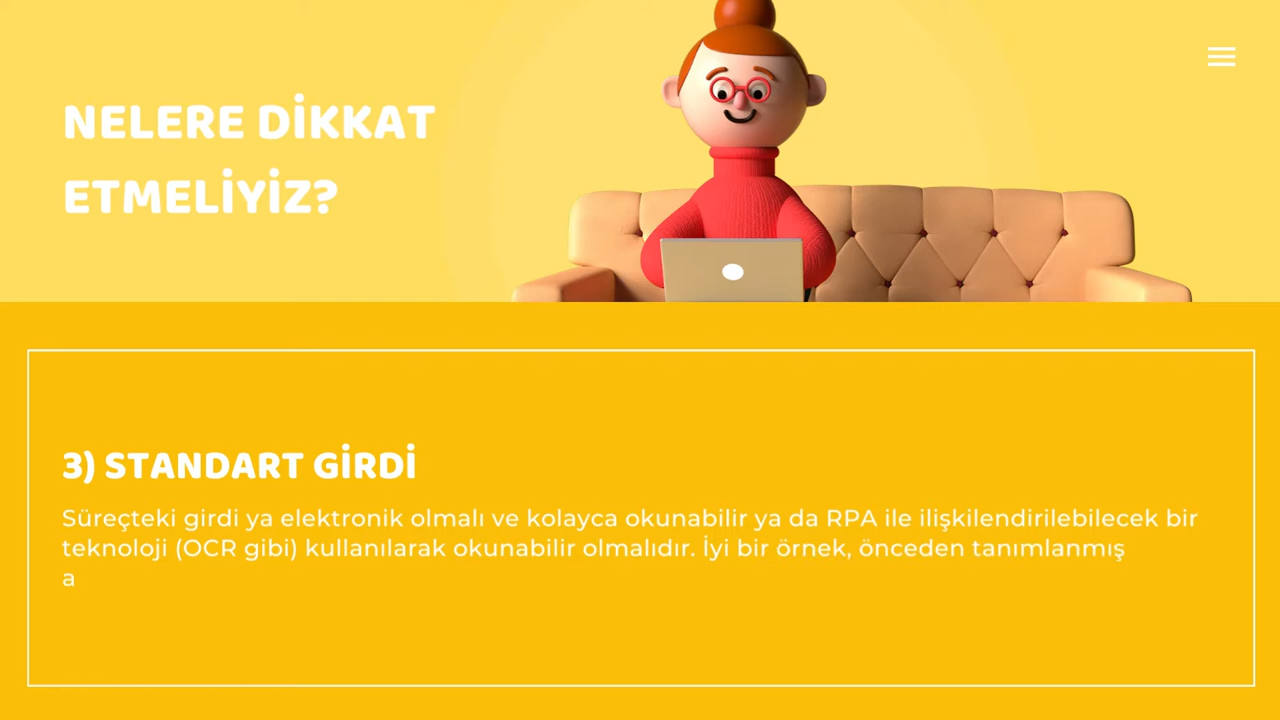 NELERE DİKKAT
ETMELİYİZ?
3) STANDART GİRDİ
Süreçteki girdi ya elektronik olmalı ve kolayca okunabilir ya da RPA ile ilişkilendirilebilecek bir
teknoloji (OCR gibi) kullanılarak okunabilir olmalıdır. İyi bir örnek, önceden tanımlanmış
a